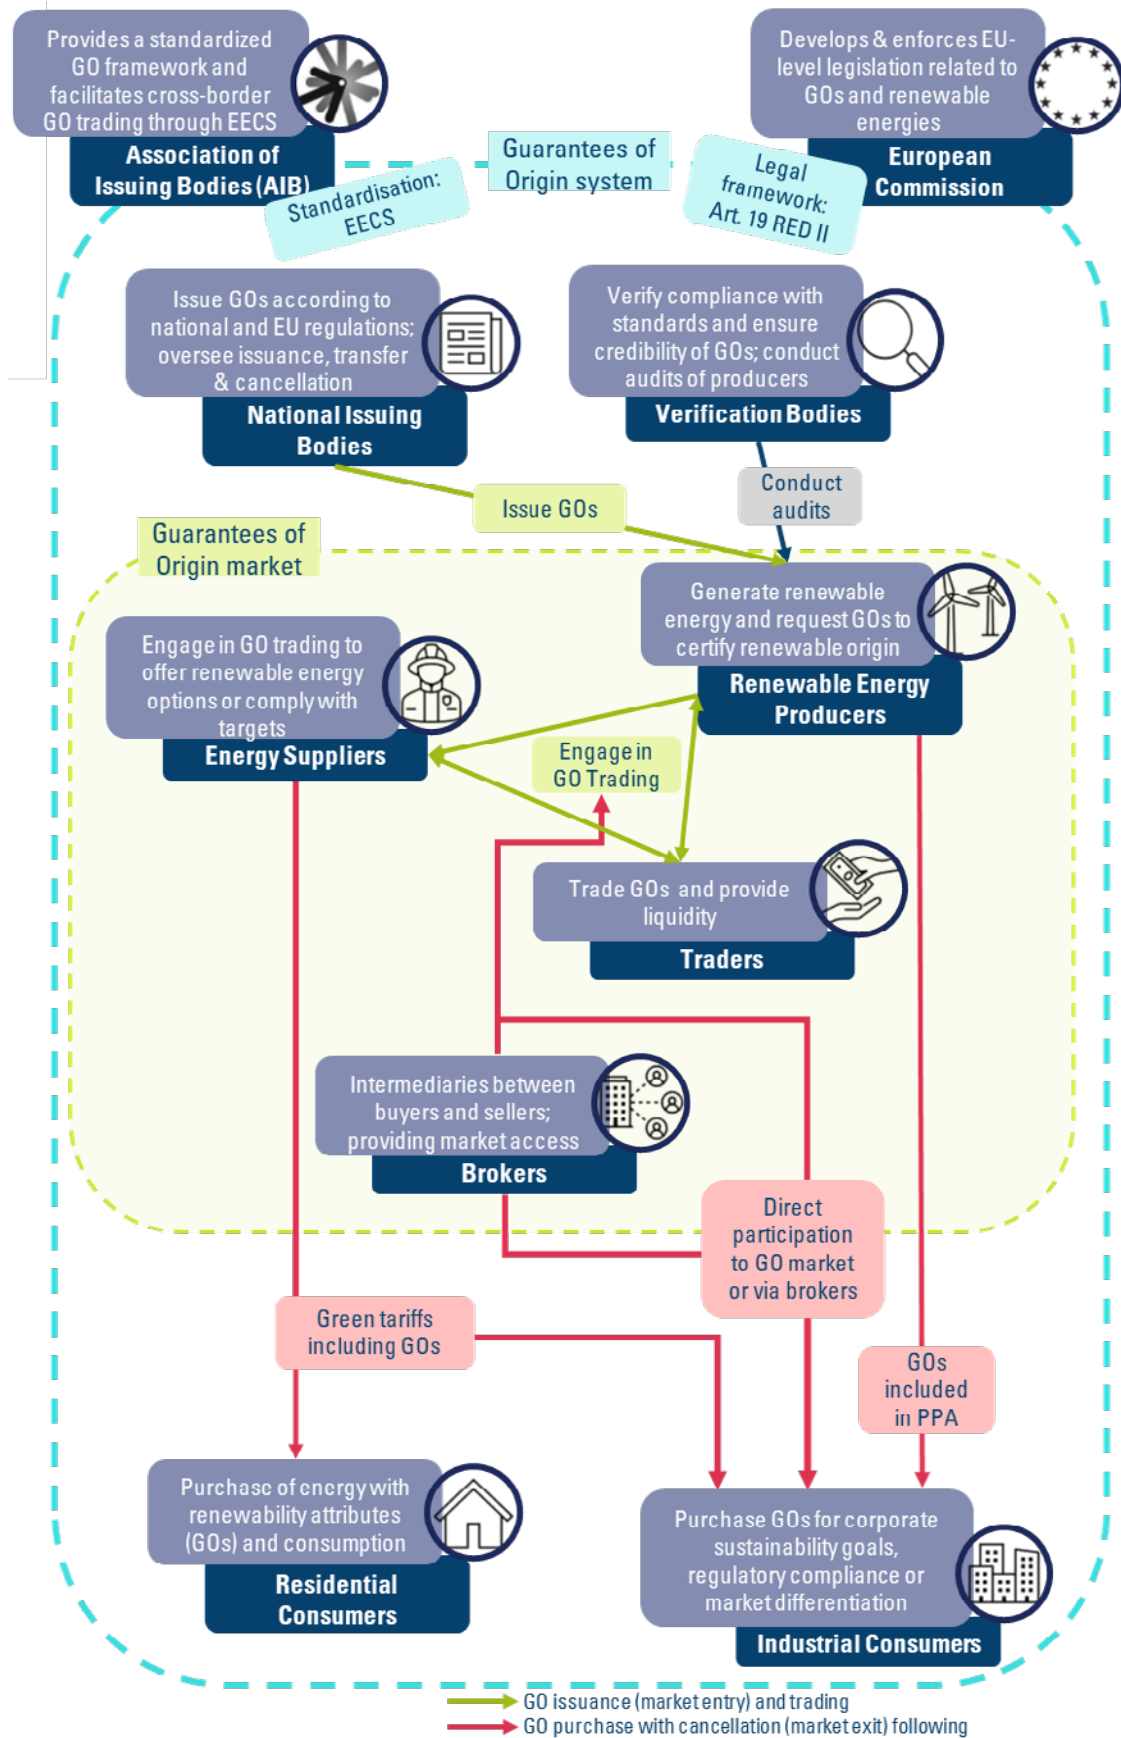 Provides a standardized
GO framework and
facilitates cross-border
GO trading through EECS
Association of
Issuing Bodies (AIB)
Develops & enforces EU-
level legislation related to
GOs and renewable
energies
European
Commission
Guarantees of
Origin system
Standardisation:
EECS
Legal
framework:
Art. 19 RED II
Issue GOs according to
national and EU regulations;
oversee issuance, transfer
& cancellation
National Issuing
Bodies
Verify compliance with
standards and ensure
credibility of GOs; conduct
audits of producers
Verification Bodies
Issue GOs
Conduct
audits
Guarantees of
Origin market
Generate renewable
energy and request GOs to
certify renewable origin
Renewable Energy
Producers
Engage in GO trading to
offer renewable energy
options or comply with
targets
Energy Suppliers
Engage in
GO Trading
Trade GOs and provide
liquidity
Traders
Intermediaries between
buyers and sellers;
providing market access
Brokers
Direct
participation
to GO market
or via brokers
Green tariffs
including GOs
GOs
included
in PPA
Purchase of energy with
renewability attributes
(GOs) and consumption
Residential
Consumers
Purchase GOs for corporate
sustainability goals,
regulatory compliance or
market differentiation
Industrial Consumers
GO issuance (market entry) and trading
GO purchase with cancellation (market exit) following